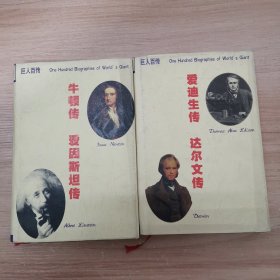 巨人百传
One Hundred Biographies of World's Giant
牛顿传
Isaac Newton
爱因斯坦传
Albert Einstein
巨人百传
One Hundred Biographies of World's Giant
爱迪生传
Thomas Alva Edison
达尔文传
Darwin